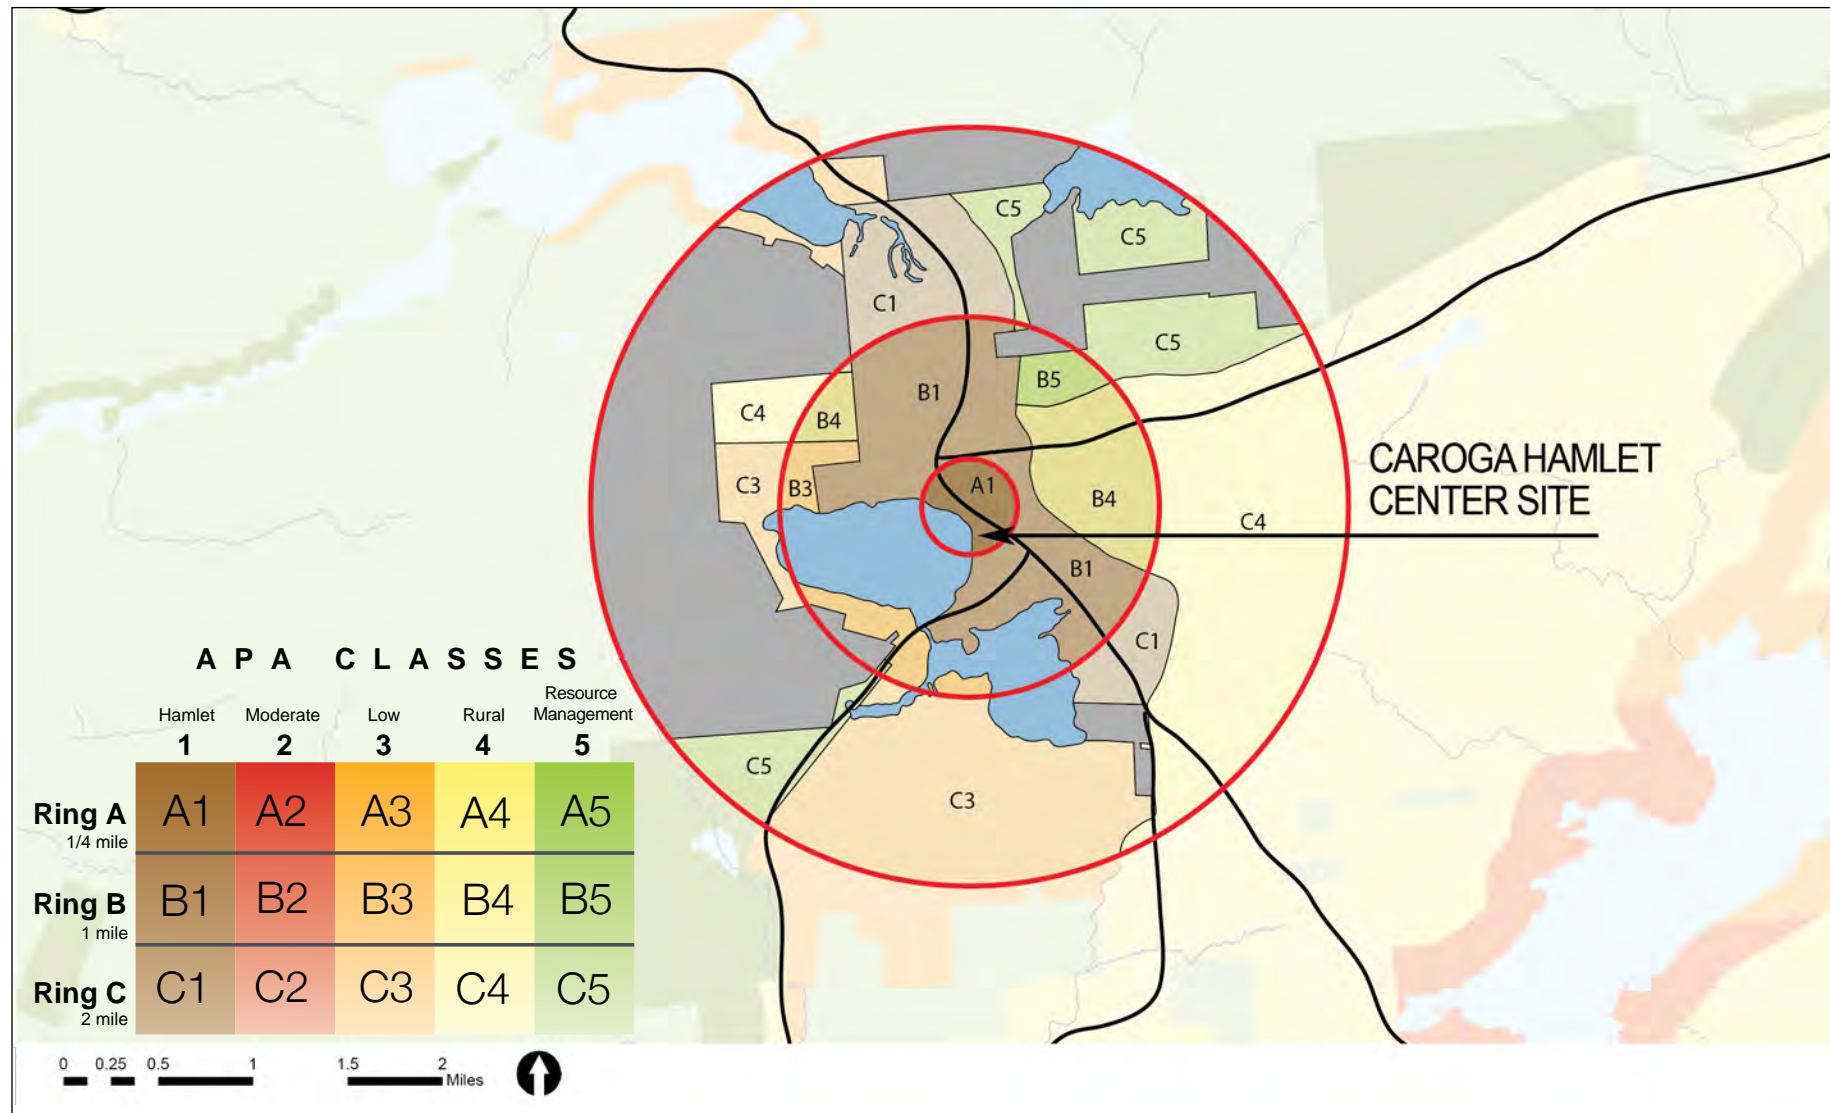 C5
C5
C1
C5
B5
B1
C4
B4
C3
B3
A1
B4
C4
CAROGA HAMLET
CENTER SITE
B1
C1
C5
C3
APA CLASSES
Hamlet
Moderate
Low
Rural
Resource
Management
1 2 3 4 5
Ring A A1 A2 A3 A4 A5
1/4 mile
Ring B B1 B2 B3 B4 B5
1 mile
Ring C C1 C2 C3 C4 C5
2 mile
0 0.25 0.5 1 1.5 2
Miles